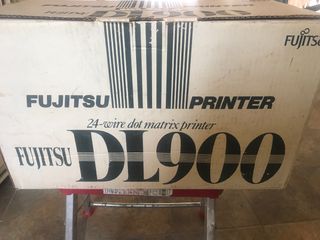 FUJITSU
FUJITSU PRINTER
24-wire dot matrix printer
FUJITSU DL900